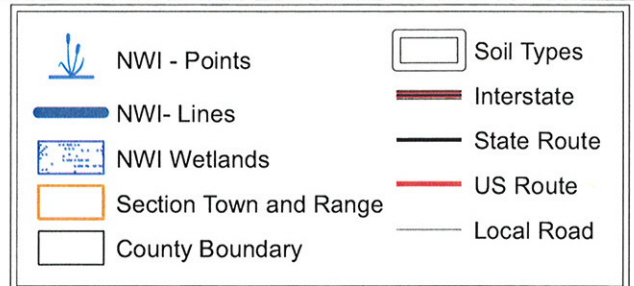 NWI - Points
NWI- Lines
NWI Wetlands
Section Town and Range
County Boundary
Soil Types
Interstate
State Route
US Route
Local Road